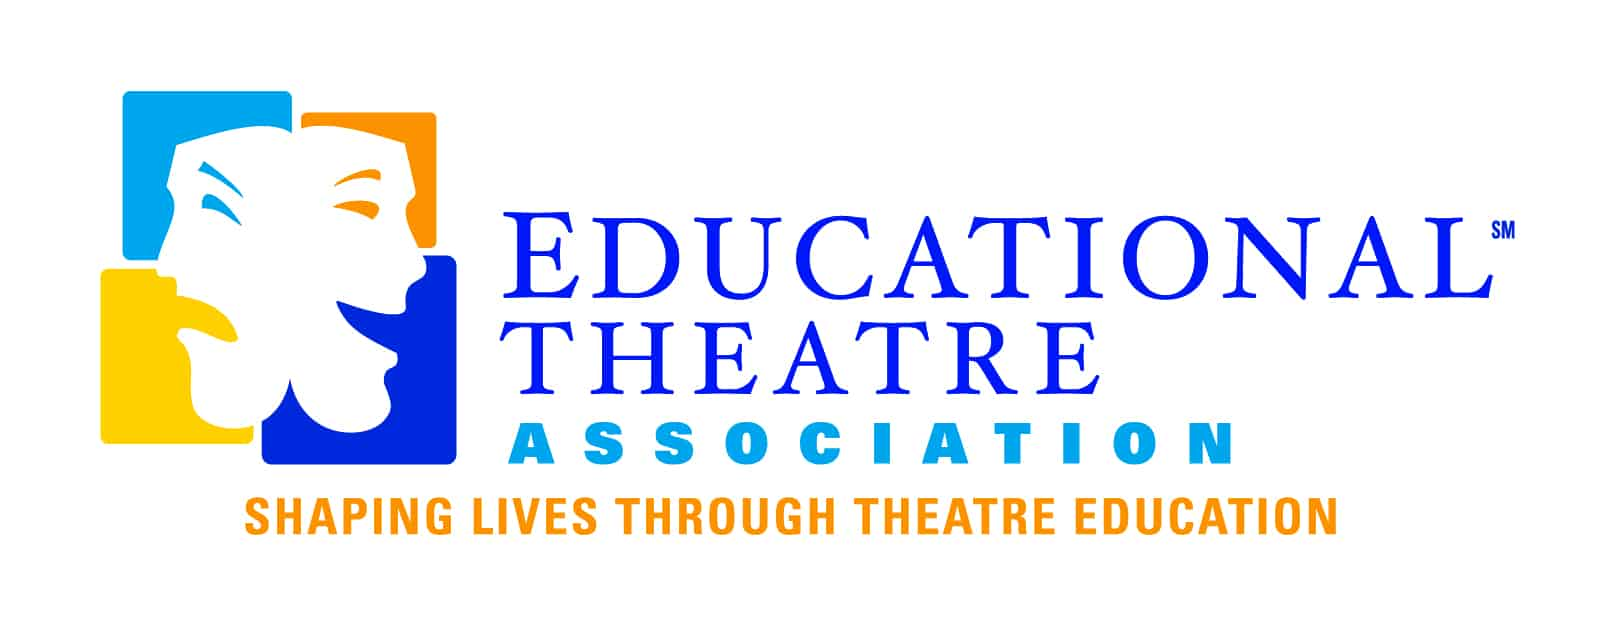 EDUCATIONAL℠
THEATRE
ASSOCIATION
SHAPING LIVES THROUGH THEATRE EDUCATION